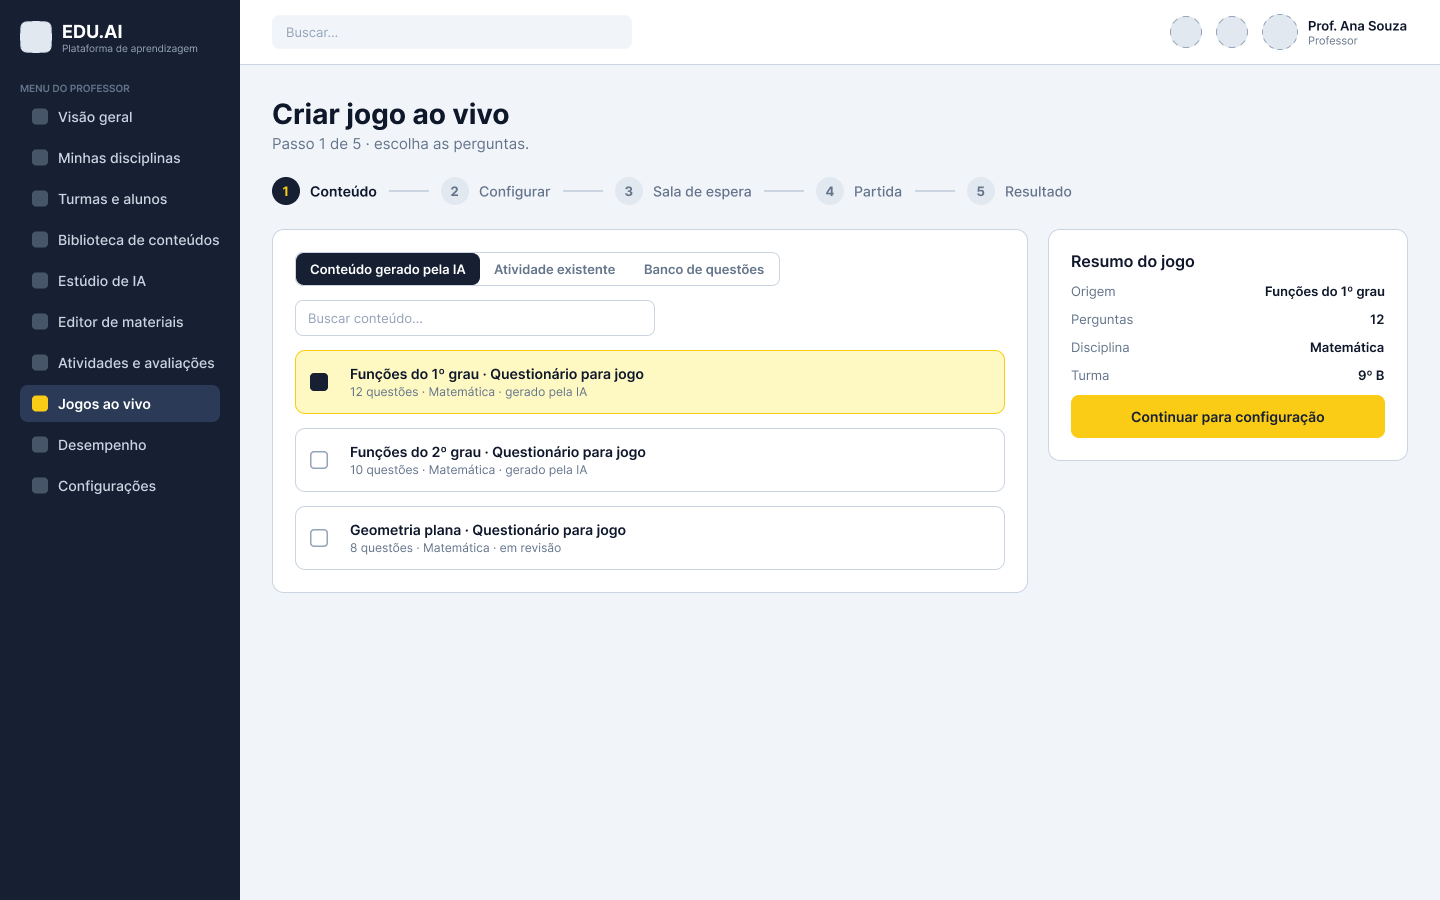 EDU.AI
Plataforma de aprendizagem
MENU DO PROFESSOR
Visão geral
Minhas disciplinas
Turmas e alunos
Biblioteca de conteúdos
Estúdio de IA
Editor de materiais
Atividades e avaliações
Jogos ao vivo
Desempenho
Configurações
Buscar...
Prof. Ana Souza
Professor
Criar jogo ao vivo
Passo 1 de 5 · escolha as perguntas.
1 Conteúdo 2 Configurar 3 Sala de espera 4 Partida 5 Resultado
Conteúdo gerado pela IA Atividade existente Banco de questões
Buscar conteúdo...
Funções do 1º grau · Questionário para jogo
12 questões · Matemática · gerado pela IA
Funções do 2º grau · Questionário para jogo
10 questões · Matemática · gerado pela IA
Geometria plana · Questionário para jogo
8 questões · Matemática · em revisão
Resumo do jogo
Origem Funções do 1º grau
Perguntas 12
Disciplina Matemática
Turma 9º B
Continuar para configuração